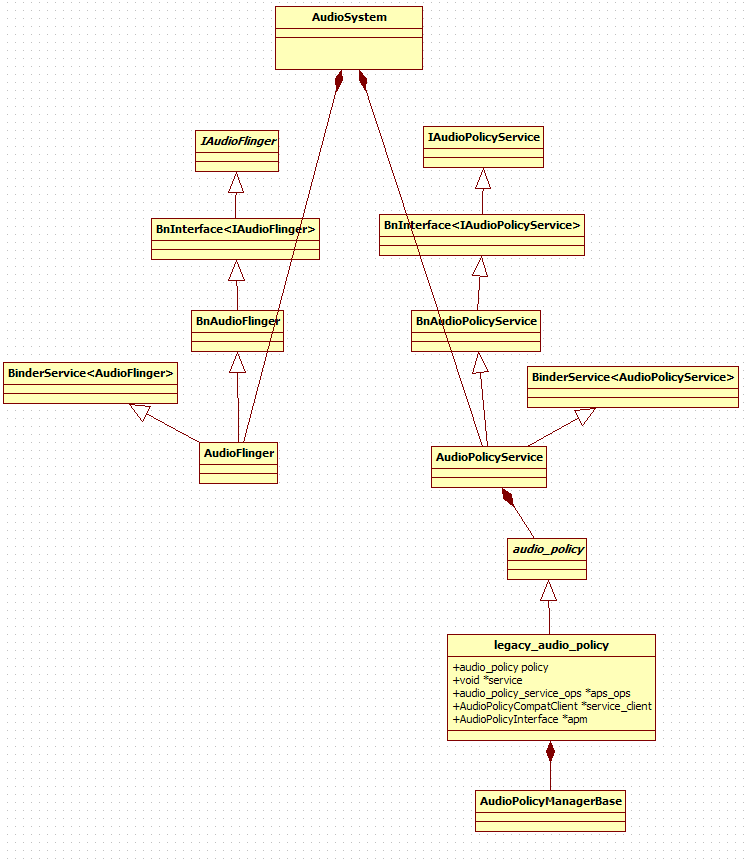 AudioSystem
IAudioFlinger
IAudioPolicyService
BnInterface<IAudioFlinger>
BnInterface<IAudioPolicyService>
BnAudioFlinger
BnAudioPolicyService
BinderService<AudioFlinger>
BinderService<AudioPolicyService>
AudioFlinger
AudioPolicyService
audio_policy
legacy_audio_policy
+audio_policy policy
+void *service
+audio_policy_service_ops *aps_ops
+AudioPolicyCompatClient *service_client
+AudioPolicyInterface *apm
AudioPolicyManagerBase